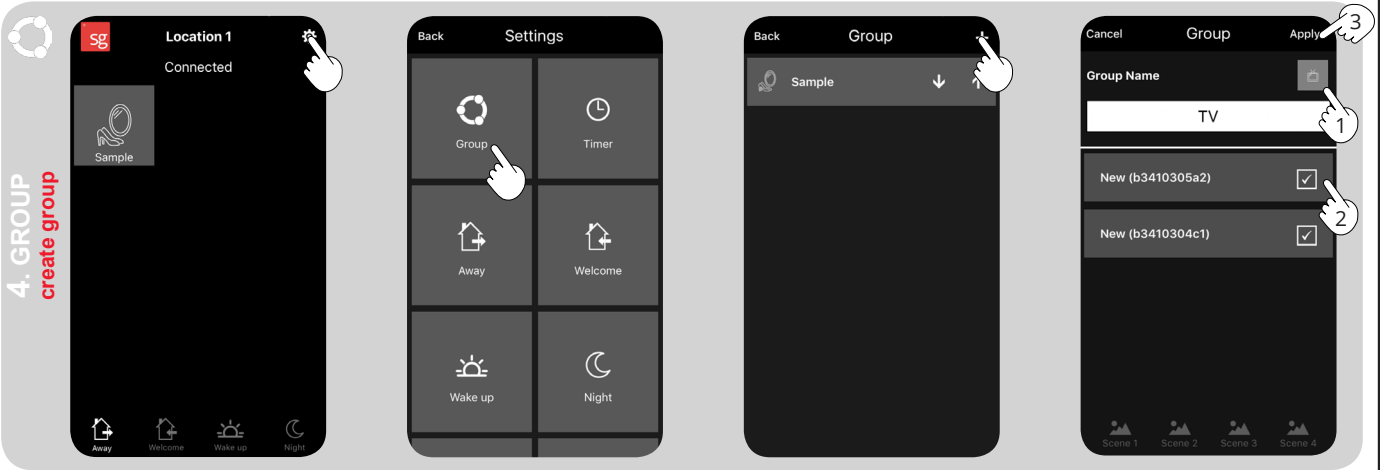 4. GROUP
create group
sg
Location 1
Connected
Sample
Away
Welcome
Wake up
Night
Back
Settings
Group
Timer
Away
Welcome
Wake up
Night
Back
Group
Sample
Cancel
Group
Apply
3
Group Name
1
TV
New (b3410305a2)
2
New (b3410304c1)
Scene 1
Scene 2
Scene 3
Scene 4